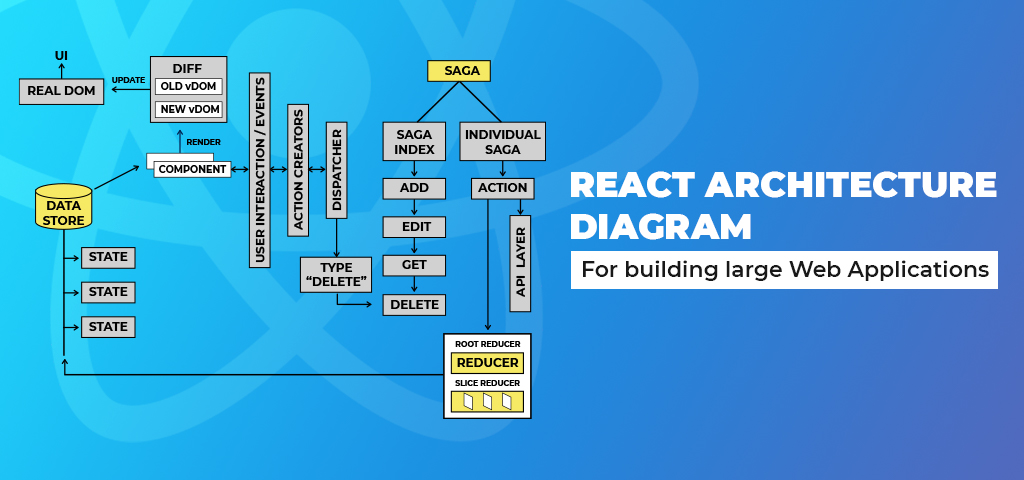 UI
REAL DOM
UPDATE
DIFF
OLD vDOM
NEW vDOM
RENDER
COMPONENT
DATA
STORE
STATE
STATE
STATE
USER INTERACTION / EVENTS
ACTION CREATORS
DISPATCHER
TYPE
“DELETE”
SAGA
SAGA
INDEX
ADD
EDIT
GET
DELETE
INDIVIDUAL
SAGA
ACTION
API LAYER
ROOT REDUCER
REDUCER
SLICE REDUCER
REACT ARCHITECTURE
DIAGRAM
For building large Web Applications